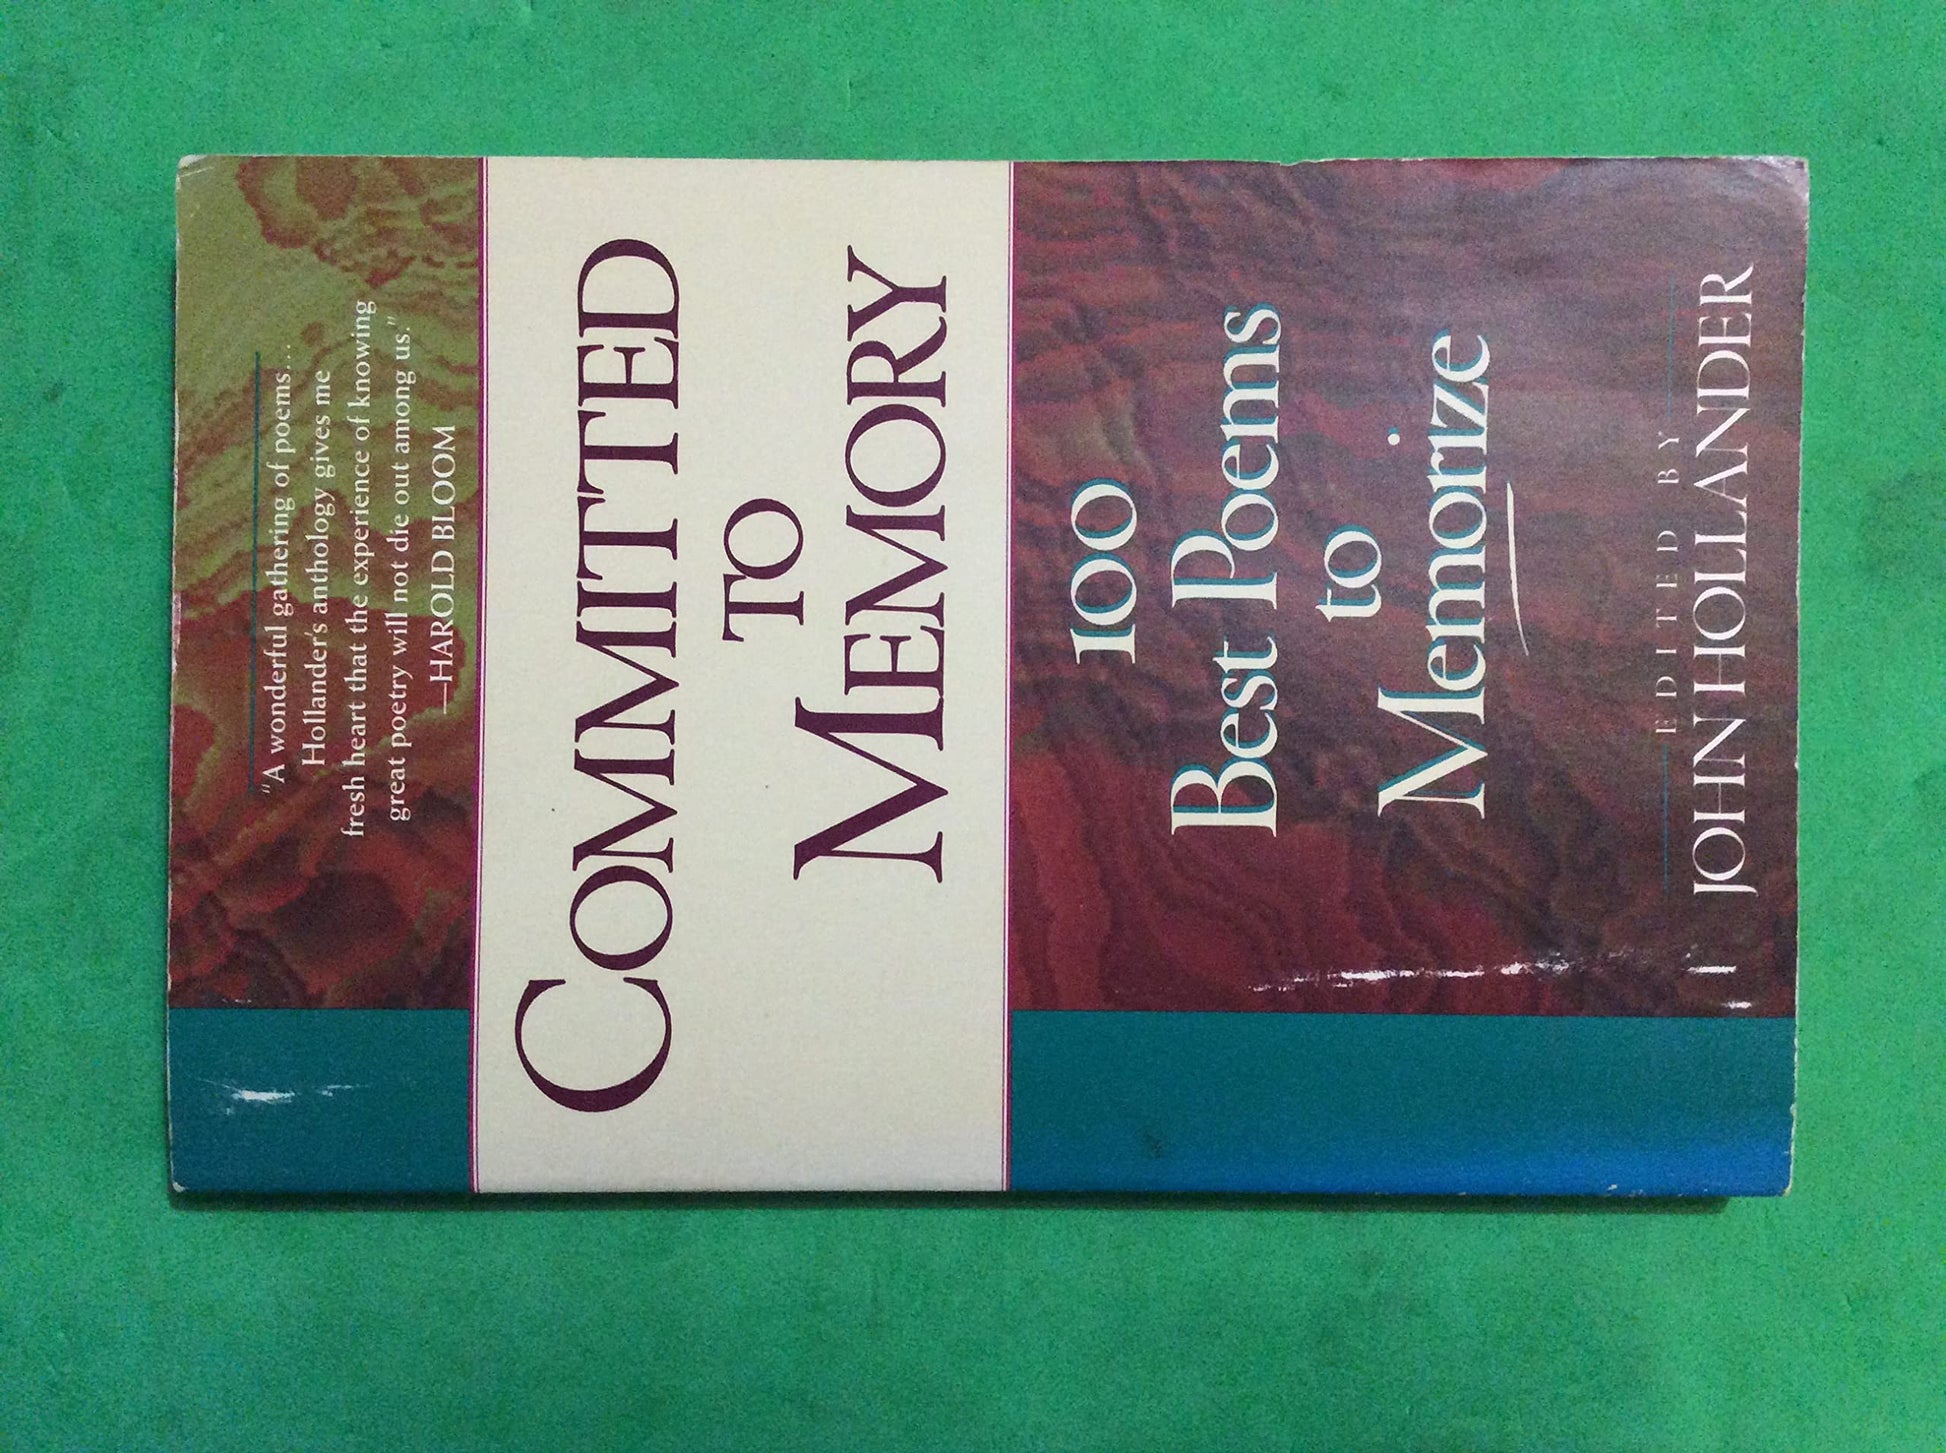 "A wonderful gathering of poems...
Hollander's anthology gives me
fresh heart that the experience of knowing
great poetry will not die out among us."
—HAROLD BLOOM
COMMITTED
TO
MEMORY
100
Best Poems
to
Memorize
EDITED BY
JOHN HOLLANDER